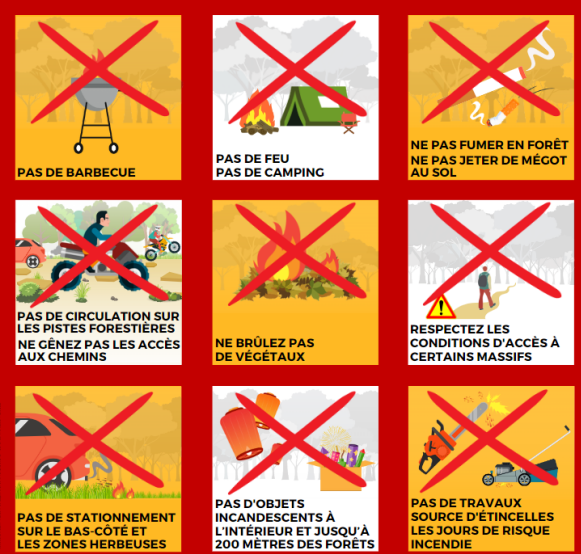 PAS DE BARBECUE
PAS DE FEU
PAS DE CAMPING
NE PAS FUMER EN FORÊT
NE PAS JETER DE MÉGOT
AU SOL
PAS DE CIRCULATION SUR
LES PISTES FORESTIÈRES
NE GÊNEZ PAS LES ACCÈS
AUX CHEMINS
NE BRÛLEZ PAS
DE VÉGÉTAUX
RESPECTEZ LES
CONDITIONS D'ACCÈS À
CERTAINS MASSIFS
PAS DE STATIONNEMENT
SUR LE BAS-CÔTÉ ET
LES ZONES HERBEUSES
PAS D'OBJETS
INCANDESCENTS À
L'INTÉRIEUR ET JUSQU'À
200 MÈTRES DES FORÊTS
PAS DE TRAVAUX
SOURCE D'ÉTINCELLES
LES JOURS DE RISQUE
INCENDIE